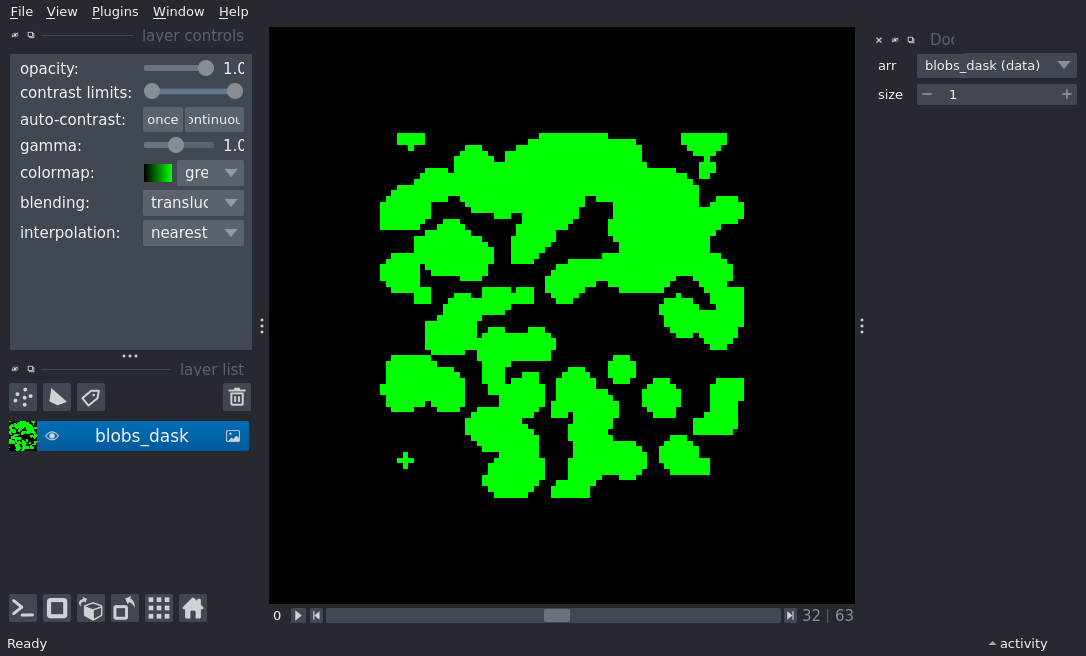 File View Plugins Window Help
layer controls
opacity: 1.0
contrast limits:
auto-contrast: once ontinuou
gamma: 1.0
colormap: gre
blending: transluc
interpolation: nearest
layer list
blobs_dask
0 32 | 63
Ready
Doc
arr blobs_dask (data)
size 1
activity